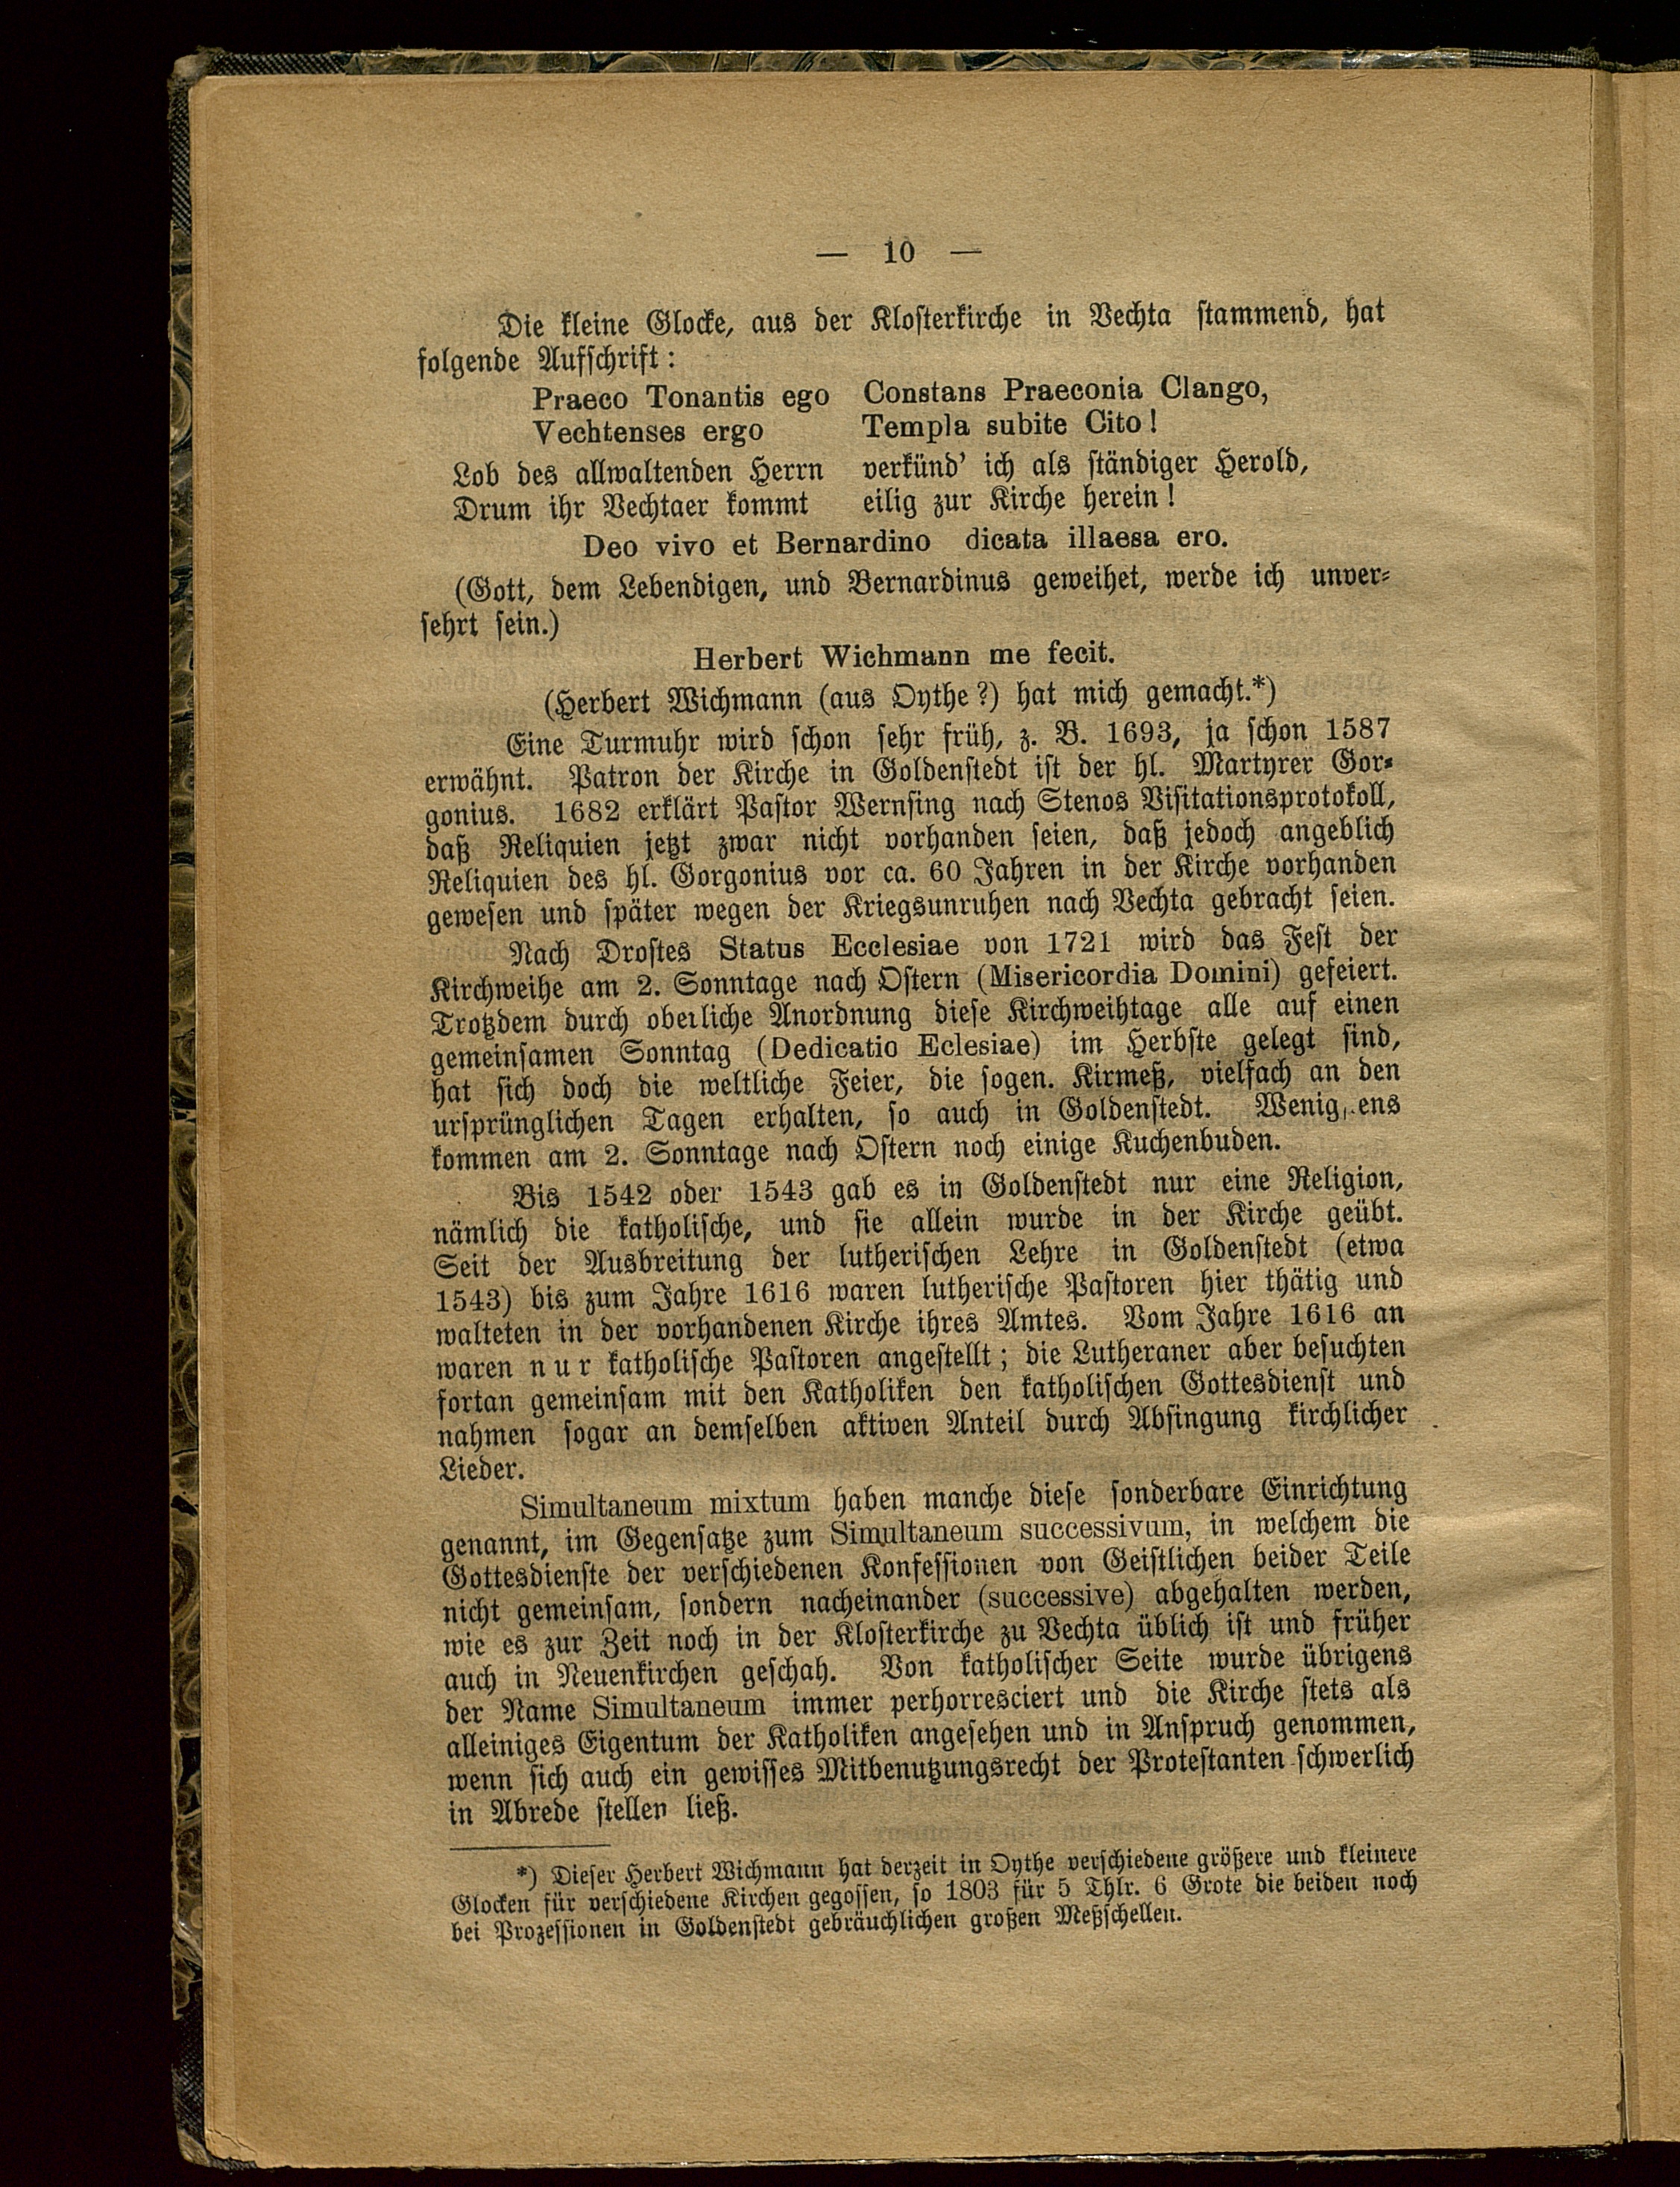 — 10 —
Die kleine Glocke, aus der Klosterkirche in Vechta stammend, hat
folgende Aufschrift:
Praeco Tonantis ego Constans Praeconia Clango,
Vechtenses ergo Templa subite Cito!
Lob des allwaltenden Herrn verkünd' ich als ständiger Herold,
Drum ihr Vechtaer kommt eilig zur Kirche herein!
Deo vivo et Bernardino dicata illaesa ero.
(Gott, dem Lebendigen, und Bernardinus geweihet, werde ich unver-
sehrt sein.)
Herbert Wichmann me fecit.
(Herbert Wichmann (aus Oythe?) hat mich gemacht.*)
Eine Turmuhr wird schon sehr früh, z. B. 1693, ja schon 1587
erwähnt. Patron der Kirche in Goldenstedt ist der hl. Martyrer Gor-
gonius. 1682 erklärt Pastor Wernsing nach Stenos Visitationsprotokoll,
daß Reliquien jetzt zwar nicht vorhanden seien, daß jedoch angeblich
Reliquien des hl. Gorgonius vor ca. 60 Jahren in der Kirche vorhanden
gewesen und später wegen der Kriegsunruhen nach Vechta gebracht seien.
Nach Drostes Status Ecclesiae von 1721 wird das Fest der
Kirchweihe am 2. Sonntage nach Ostern (Misericordia Domini) gefeiert.
Trotzdem durch oberliche Anordnung diese Kirchweihtage alle auf einen
gemeinsamen Sonntag (Dedicatio Eclesiae) im Herbste gelegt sind,
hat sich doch die weltliche Feier, die sogen. Kirmeß, vielfach an den
ursprünglichen Tagen erhalten, so auch in Goldenstedt. Wenig,.ens
kommen am 2. Sonntage nach Ostern noch einige Kuchenbuden.
Bis 1542 oder 1543 gab es in Goldenstedt nur eine Religion,
nämlich die katholische, und sie allein wurde in der Kirche geübt.
Seit der Ausbreitung der lutherischen Lehre in Goldenstedt (etwa
1543) bis zum Jahre 1616 waren lutherische Pastoren hier thätig und
walteten in der vorhandenen Kirche ihres Amtes. Vom Jahre 1616 an
waren nur katholische Pastoren angestellt; die Lutheraner aber besuchten
fortan gemeinsam mit den Katholiken den katholischen Gottesdienst und
nahmen sogar an demselben aktiven Anteil durch Absingung kirchlicher
Lieder.
Simultaneum mixtum haben manche diese sonderbare Einrichtung
genannt, im Gegensatze zum Simultaneum successivum, in welchem die
Gottesdienste der verschiedenen Konfessionen von Geistlichen beider Teile
nicht gemeinsam, sondern nacheinander (successive) abgehalten werden,
wie es zur Zeit noch in der Klosterkirche zu Vechta üblich ist und früher
auch in Neuenkirchen geschah. Von katholischer Seite wurde übrigens
der Name Simultaneum immer perhorresciert und die Kirche stets als
alleiniges Eigentum der Katholiken angesehen und in Anspruch genommen,
wenn sich auch ein gewisses Mitbenutzungsrecht der Protestanten schwerlich
in Abrede stellen ließ.
*) Dieser Herbert Wichmann hat derzeit in Oythe verschiedene größere und kleinere
Glocken für verschiedene Kirchen gegossen, so 1803 für 5 Thlr. 6 Grote die beiden noch
bei Prozessionen in Goldenstedt gebräuchlichen großen Meßschellen.